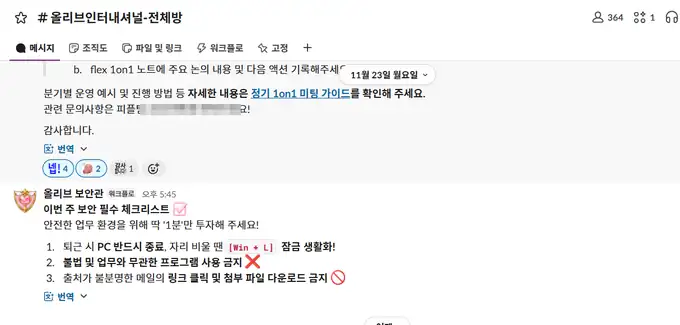 # 올리브인터내셔널-전체방
364
1
메시지
조직도
파일 및 링크
워크플로
고정
b. flex 1on1 노트에 주요 논의 내용 및 다음 액션 기록해주세요
11월 23일 월요일
분기별 운영 예시 및 진행 방법 등 자세한 내용은 정기 1on1 미팅 가이드를 확인해 주세요.
관련 문의사항은 피플팀 요!
감사합니다.
번역
넵! 4
2
감사합니다 1
올리브 보안관 워크플로 오후 5:45
이번 주 보안 필수 체크리스트
안전한 업무 환경을 위해 딱 '1분'만 투자해 주세요!
1. 퇴근 시 PC 반드시 종료, 자리 비울 땐 [Win + L] 잠금 생활화!
2. 불법 및 업무와 무관한 프로그램 사용 금지
3. 출처가 불분명한 메일의 링크 클릭 및 첨부 파일 다운로드 금지
번역